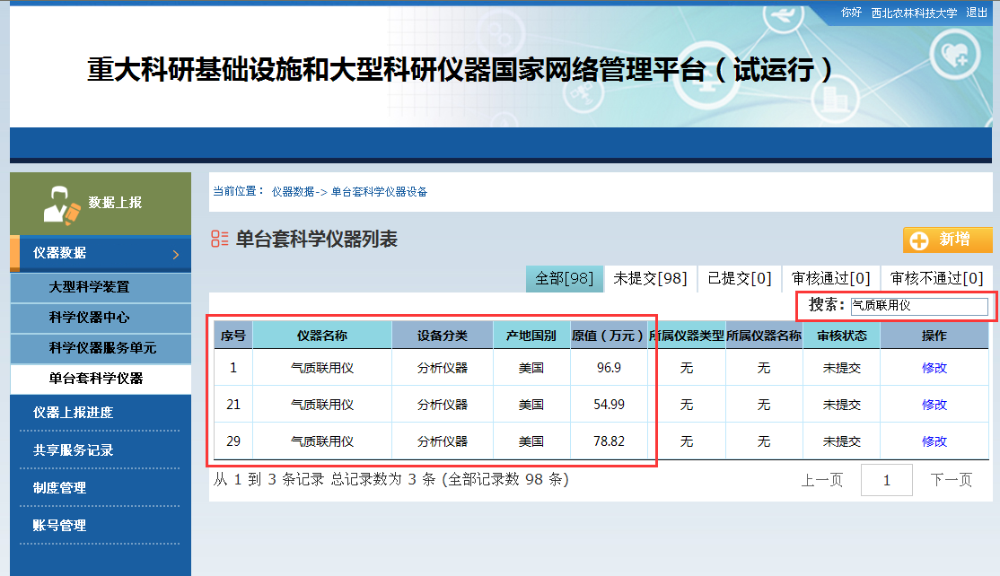 你好 西北农林科技大学 退出
重大科研基础设施和大型科研仪器国家网络管理平台（试运行）
数据上报
仪器数据
大型科学装置
科学仪器中心
科学仪器服务单元
单台套科学仪器
仪器上报进度
共享服务记录
制度管理
账号管理
当前位置： 仪器数据-> 单台套科学仪器设备
单台套科学仪器列表
新增
全部[98] 未提交[98] 已提交[0] 审核通过[0] 审核不通过[0]
搜索： 气质联用仪
序号 仪器名称 设备分类 产地国别 原值（万元） 所属仪器类型 所属仪器名称 审核状态 操作
1 气质联用仪 分析仪器 美国 96.9 无 无 未提交 修改
21 气质联用仪 分析仪器 美国 54.99 无 无 未提交 修改
29 气质联用仪 分析仪器 美国 78.82 无 无 未提交 修改
从 1 到 3 条记录 总记录数为 3 条 (全部记录数 98 条) 上一页 1 下一页